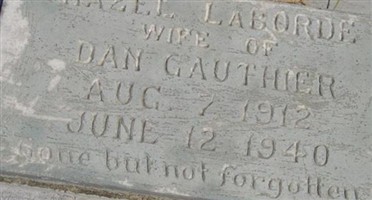 HAZEL LABORDE
WIFE OF
DAN GAUTHIER
AUG. 7 1912
JUNE 12 1940
Gone but not forgotten